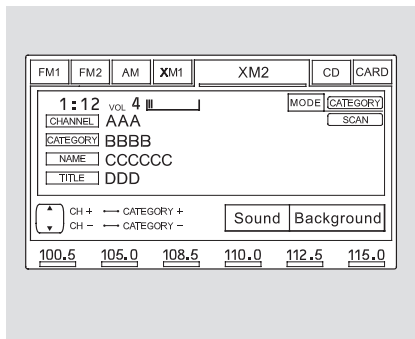 FM1 FM2 AM XM1 XM2 CD CARD
1:12 VOL 4 MODE CATEGORY
CHANNEL AAA SCAN
CATEGORY BBBB
NAME CCCCCC
TITLE DDD
CH + CATEGORY +
CH – CATEGORY –
Sound Background
100.5 105.0 108.5 110.0 112.5 115.0